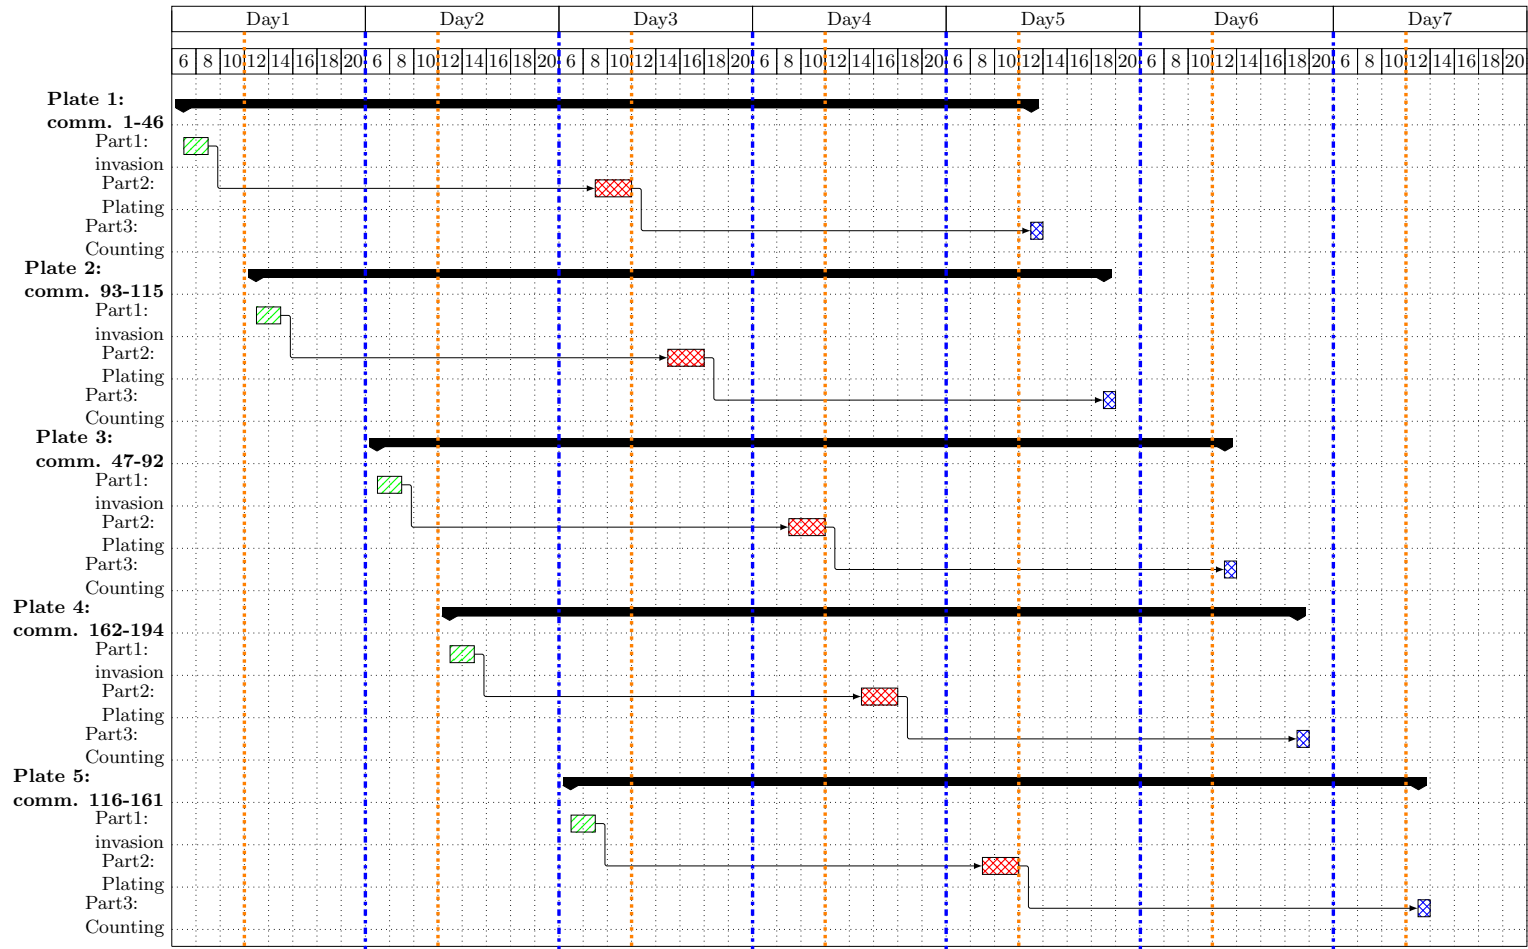 Day1 Day2 Day3 Day4 Day5 Day6 Day7
6 8 10 12 14 16 18 20 6 8 10 12 14 16 18 20 6 8 10 12 14 16 18 20 6 8 10 12 14 16 18 20 6 8 10 12 14 16 18 20 6 8 10 12 14 16 18 20 6 8 10 12 14 16 18 20
Plate 1:
comm. 1-46
Part1:
invasion
Part2:
Plating
Part3:
Counting
Plate 2:
comm. 93-115
Part1:
invasion
Part2:
Plating
Part3:
Counting
Plate 3:
comm. 47-92
Part1:
invasion
Part2:
Plating
Part3:
Counting
Plate 4:
comm. 162-194
Part1:
invasion
Part2:
Plating
Part3:
Counting
Plate 5:
comm. 116-161
Part1:
invasion
Part2:
Plating
Part3:
Counting